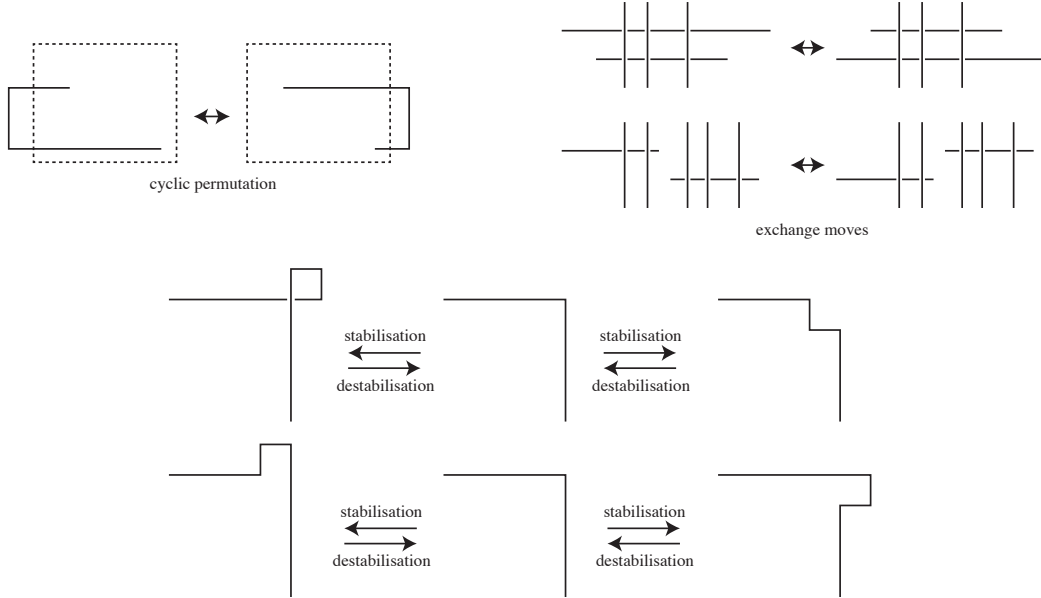 cyclic permutation
exchange moves
stabilisation
destabilisation
stabilisation
destabilisation
stabilisation
destabilisation
stabilisation
destabilisation